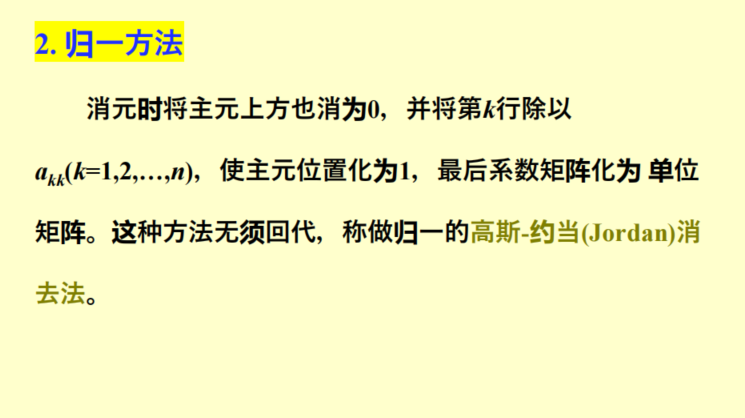 2. 归一方法
消元时将主元上方也消为0, 并将第k行除以
akk(k=1,2,…,n), 使主元位置化为1, 最后系数矩阵化为 单位
矩阵。这种方法无须回代, 称做归一的高斯-约当(Jordan)消
去法。